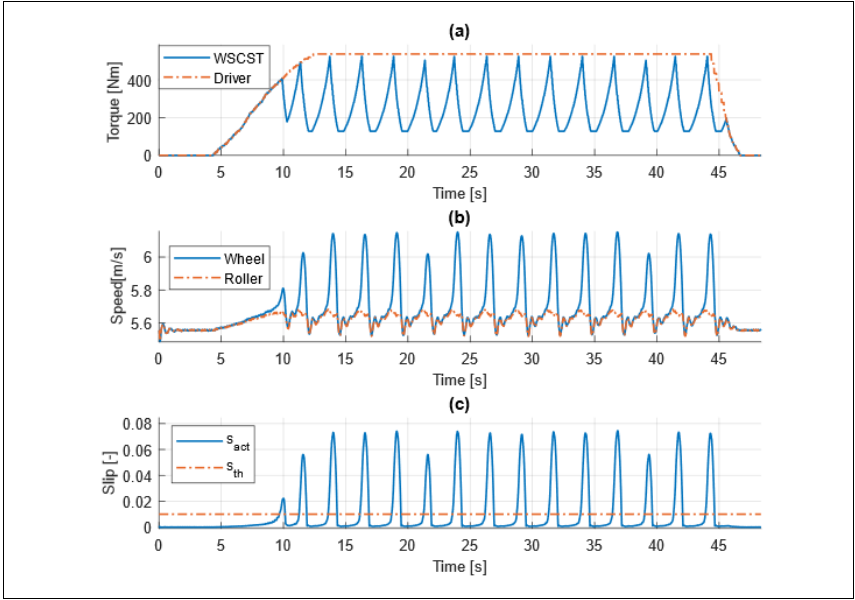 (a)
Torque [Nm]
400
200
0
WSCST
Driver
0 5 10 15 20 25 30 35 40 45
Time [s]
(b)
Speed[m/s]
6
5.8
5.6
Wheel
Roller
0 5 10 15 20 25 30 35 40 45
Time [s]
(c)
Slip [-]
0.08
0.06
0.04
0.02
0
s_act
s_th
0 5 10 15 20 25 30 35 40 45
Time [s]